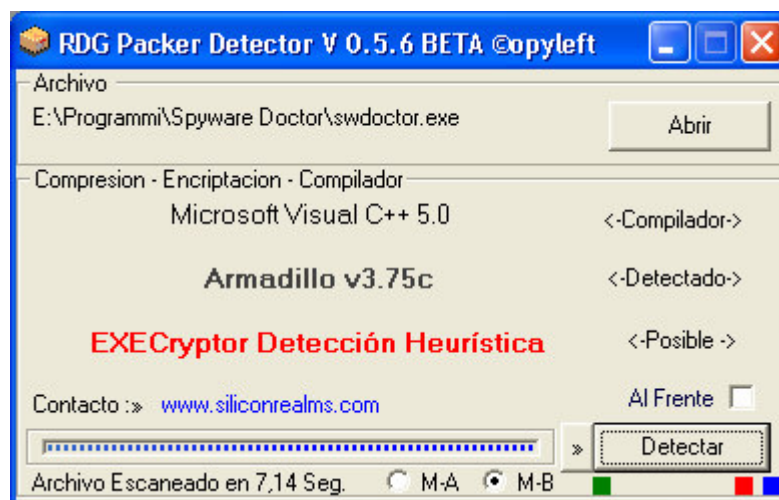 RDG Packer Detector V 0.5.6 BETA ©opyleft
Archivo
E:\Programmi\Spyware Doctor\swdoctor.exe
Abrir
Compresion - Encriptacion - Compilador
Microsoft Visual C++ 5.0
<-Compilador->
Armadillo v3.75c
<-Detectado->
EXECryptor Detección Heurística
<-Posible ->
Contacto :» www.siliconrealms.com
Al Frente
» Detectar
Archivo Escaneado en 7,14 Seg. M-A M-B